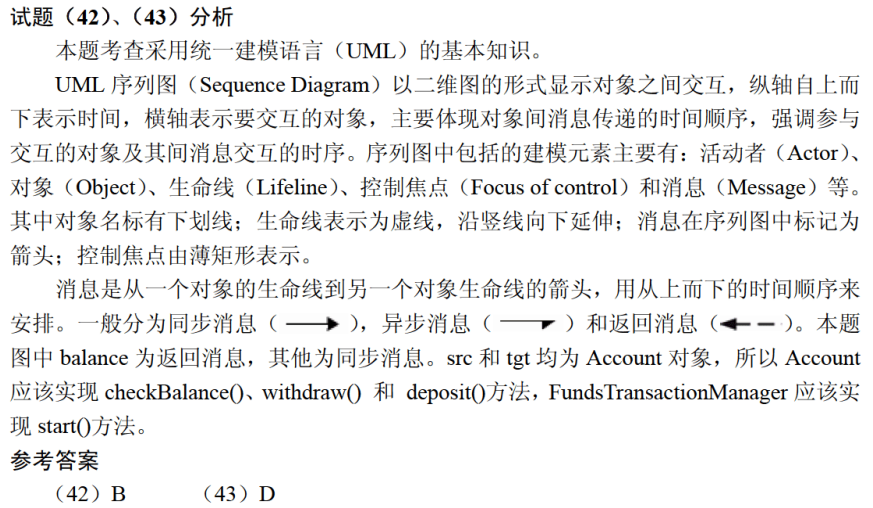 试题（42）、（43）分析
本题考查采用统一建模语言（UML）的基本知识。
UML 序列图（Sequence Diagram）以二维图的形式显示对象之间交互，纵轴自上而
下表示时间，横轴表示要交互的对象，主要体现对象间消息传递的时间顺序，强调参与
交互的对象及其间消息交互的时序。序列图中包括的建模元素主要有：活动者（Actor）、
对象（Object）、生命线（Lifeline）、控制焦点（Focus of control）和消息（Message）等。
其中对象名标有下划线；生命线表示为虚线，沿竖线向下延伸；消息在序列图中标记为
箭头；控制焦点由薄矩形表示。
消息是从一个对象的生命线到另一个对象生命线的箭头，用从上而下的时间顺序来
安排。一般分为同步消息（ ），异步消息（ ）和返回消息（ ）。本题
图中 balance 为返回消息，其他为同步消息。src 和 tgt 均为 Account 对象，所以 Account
应该实现 checkBalance()、withdraw() 和 deposit()方法，FundsTransactionManager 应该实
现 start()方法。
参考答案
（42）B （43）D